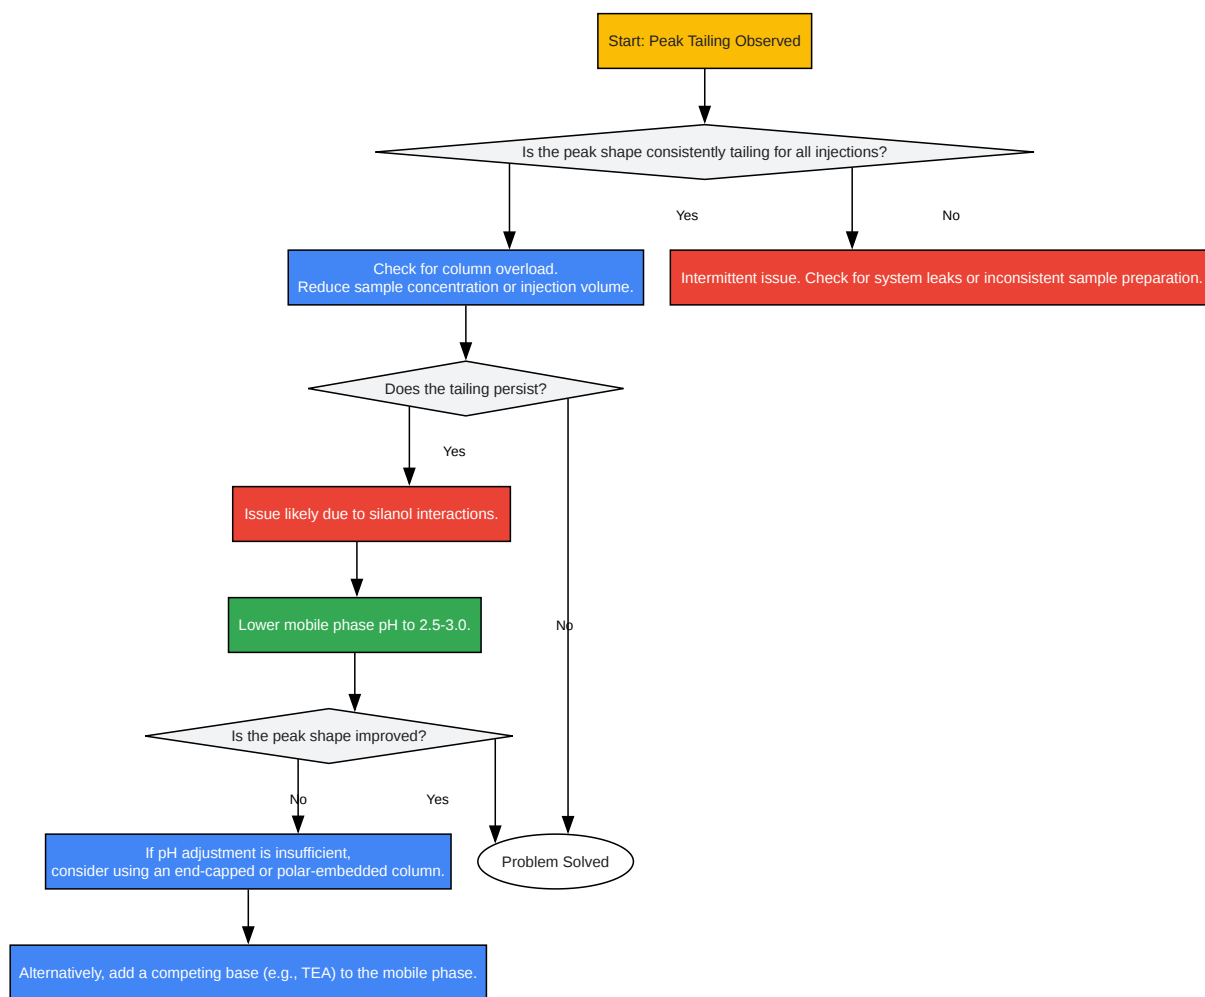 Start: Peak Tailing Observed
Is the peak shape consistently tailing for all injections?
Yes
No
Check for column overload.
Reduce sample concentration or injection volume.
Intermittent issue. Check for system leaks or inconsistent sample preparation.
Does the tailing persist?
Yes
Issue likely due to silanol interactions.
Lower mobile phase pH to 2.5-3.0.
No
Is the peak shape improved?
No
Yes
If pH adjustment is insufficient,
consider using an end-capped or polar-embedded column.
Problem Solved
Alternatively, add a competing base (e.g., TEA) to the mobile phase.